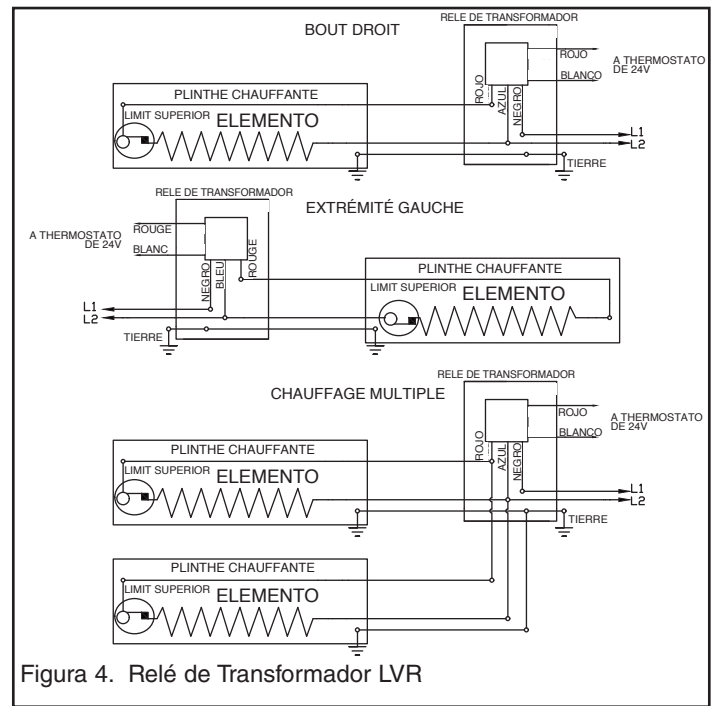 BOUT DROIT
RELE DE TRANSFORMADOR
ROJO
BLANCO
A THERMOSTATO
DE 24V
ROJO
AZUL
NEGRO
PLINTHE CHAUFFANTE
LIMIT SUPERIOR
ELEMENTO
L1
L2
TIERRE
RELE DE TRANSFORMADOR
EXTRÉMITÉ GAUCHE
A THERMOSTATO
DE 24V
ROUGE
BLANC
NEGRO
BLEU
ROUGE
PLINTHE CHAUFFANTE
LIMIT SUPERIOR
ELEMENTO
L1
L2
TIERRE
CHAUFFAGE MULTIPLE
RELE DE TRANSFORMADOR
ROJO
BLANCO
A THERMOSTATO
DE 24V
ROJO
AZUL
NEGRO
PLINTHE CHAUFFANTE
LIMIT SUPERIOR
ELEMENTO
L1
L2
TIERRE
PLINTHE CHAUFFANTE
LIMIT SUPERIOR
ELEMENTO
Figura 4. Relé de Transformador LVR